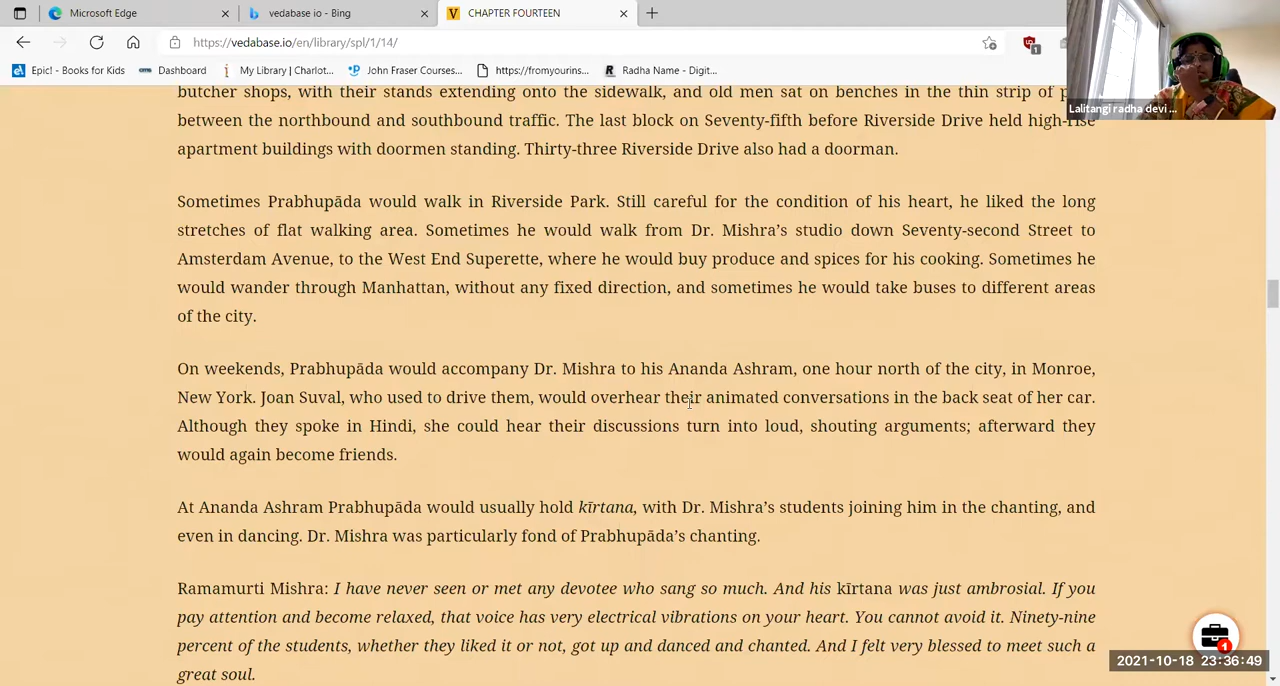 Microsoft Edge
vedabase io - Bing
CHAPTER FOURTEEN
https://vedabase.io/en/library/spl/1/14/
Epic! - Books for Kids
Dashboard
My Library | Charlot...
John Fraser Courses...
https://fromyourins...
Radha Name - Digit...
Lalitangi radha devi ...
butcher shops, with their stands extending onto the sidewalk, and old men sat on benches in the thin strip of
between the northbound and southbound traffic. The last block on Seventy-fifth before Riverside Drive held high-rise
apartment buildings with doormen standing. Thirty-three Riverside Drive also had a doorman.
Sometimes Prabhupāda would walk in Riverside Park. Still careful for the condition of his heart, he liked the long
stretches of flat walking area. Sometimes he would walk from Dr. Mishra’s studio down Seventy-second Street to
Amsterdam Avenue, to the West End Superette, where he would buy produce and spices for his cooking. Sometimes he
would wander through Manhattan, without any fixed direction, and sometimes he would take buses to different areas
of the city.
On weekends, Prabhupāda would accompany Dr. Mishra to his Ananda Ashram, one hour north of the city, in Monroe,
New York. Joan Suval, who used to drive them, would overhear their animated conversations in the back seat of her car.
Although they spoke in Hindi, she could hear their discussions turn into loud, shouting arguments; afterward they
would again become friends.
At Ananda Ashram Prabhupāda would usually hold kīrtana, with Dr. Mishra’s students joining him in the chanting, and
even in dancing. Dr. Mishra was particularly fond of Prabhupāda’s chanting.
Ramamurti Mishra: I have never seen or met any devotee who sang so much. And his kīrtana was just ambrosial. If you
pay attention and become relaxed, that voice has very electrical vibrations on your heart. You cannot avoid it. Ninety-nine
percent of the students, whether they liked it or not, got up and danced and chanted. And I felt very blessed to meet such a
great soul.
1
1
2021-10-18 23:36:49